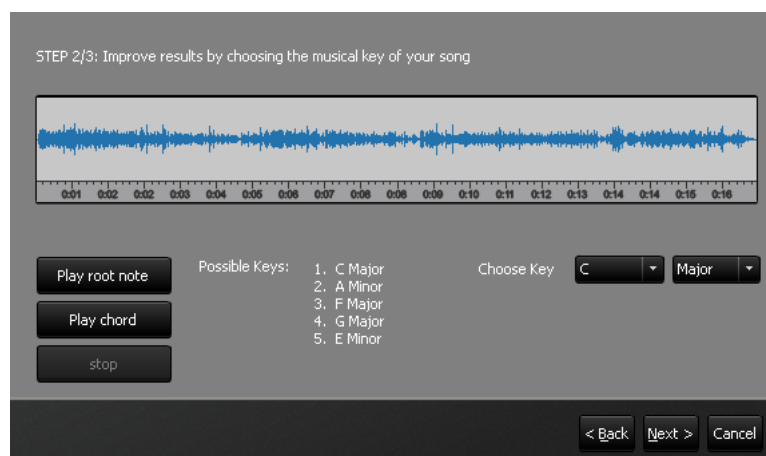 STEP 2/3: Improve results by choosing the musical key of your song
0:01 0:02 0:02 0:03 0:04 0:05 0:06 0:07 0:08 0:08 0:09 0:10 0:11 0:12 0:13 0:14 0:14 0:15 0:16
Play root note
Play chord
stop
Possible Keys:
1. C Major
2. A Minor
3. F Major
4. G Major
5. E Minor
Choose Key C Major
< Back Next > Cancel